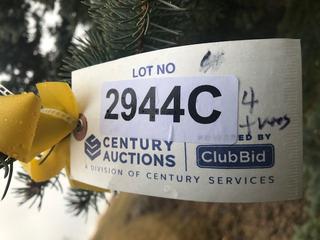 LOT NO
2944C
4
trees
CENTURY
AUCTIONS
POWERED BY
ClubBid
A DIVISION OF CENTURY SERVICES